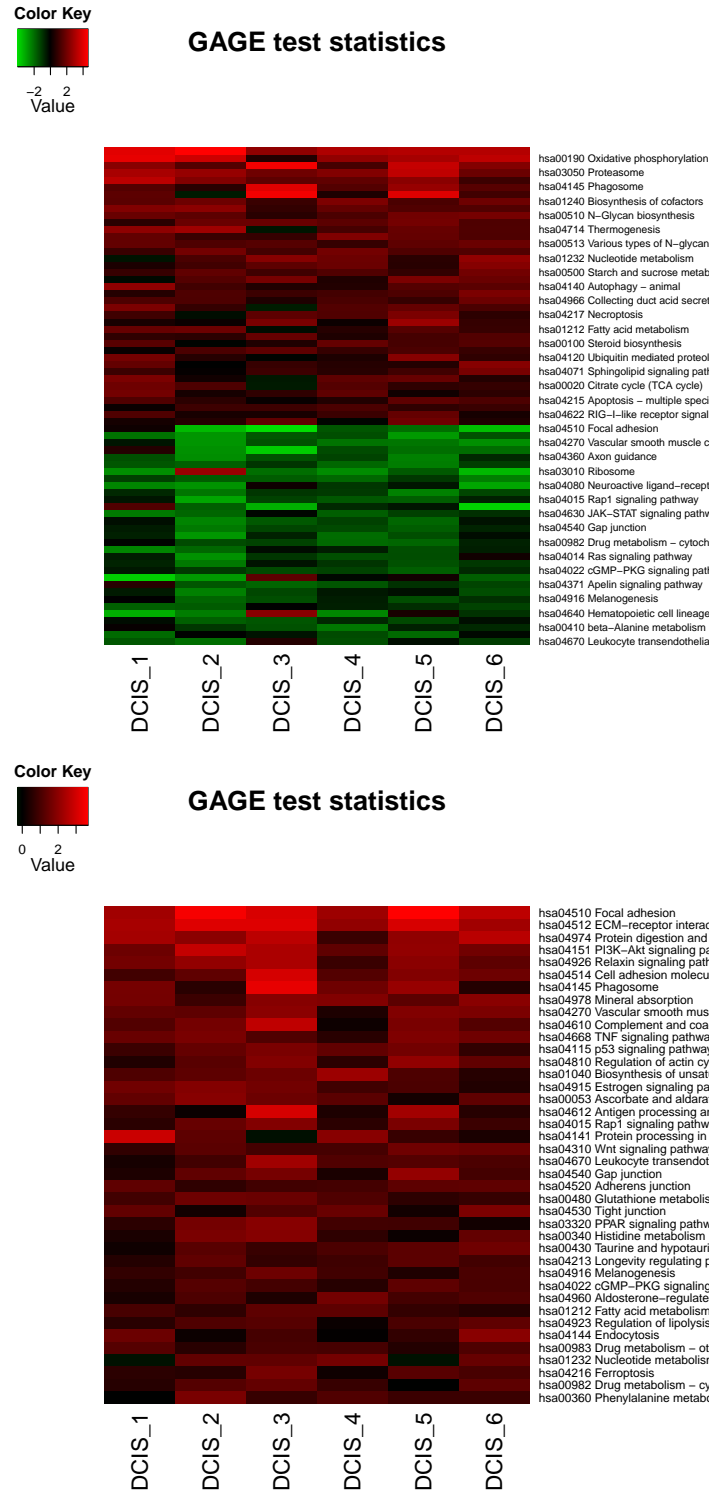 Color Key
GAGE test statistics
−2 2
Value
hsa00190 Oxidative phosphorylation
hsa03050 Proteasome
hsa04145 Phagosome
hsa01240 Biosynthesis of cofactors
hsa00510 N−Glycan biosynthesis
hsa04714 Thermogenesis
hsa00513 Various types of N−glycan
hsa01232 Nucleotide metabolism
hsa00500 Starch and sucrose metab
hsa04140 Autophagy − animal
hsa04966 Collecting duct acid secret
hsa04217 Necroptosis
hsa01212 Fatty acid metabolism
hsa00100 Steroid biosynthesis
hsa04120 Ubiquitin mediated proteol
hsa04071 Sphingolipid signaling path
hsa00020 Citrate cycle (TCA cycle)
hsa04215 Apoptosis − multiple speci
hsa04622 RIG−I−like receptor signal
hsa04510 Focal adhesion
hsa04270 Vascular smooth muscle c
hsa04360 Axon guidance
hsa03010 Ribosome
hsa04080 Neuroactive ligand−recept
hsa04015 Rap1 signaling pathway
hsa04630 JAK−STAT signaling pathw
hsa04540 Gap junction
hsa00982 Drug metabolism − cytoch
hsa04014 Ras signaling pathway
hsa04022 cGMP−PKG signaling path
hsa04371 Apelin signaling pathway
hsa04916 Melanogenesis
hsa04640 Hematopoietic cell lineage
hsa00410 beta−Alanine metabolism
hsa04670 Leukocyte transendothelia
DCIS_1
DCIS_2
DCIS_3
DCIS_4
DCIS_5
DCIS_6
Color Key
GAGE test statistics
0 2
Value
hsa04510 Focal adhesion
hsa04512 ECM−receptor interac
hsa04974 Protein digestion and
hsa04151 PI3K−Akt signaling pa
hsa04926 Relaxin signaling path
hsa04514 Cell adhesion molecu
hsa04145 Phagosome
hsa04978 Mineral absorption
hsa04270 Vascular smooth mus
hsa04610 Complement and coa
hsa04668 TNF signaling pathwa
hsa04115 p53 signaling pathway
hsa04810 Regulation of actin cy
hsa01040 Biosynthesis of unsat
hsa04915 Estrogen signaling pa
hsa00053 Ascorbate and aldara
hsa04612 Antigen processing an
hsa04015 Rap1 signaling pathw
hsa04141 Protein processing in
hsa04310 Wnt signaling pathway
hsa04670 Leukocyte transendot
hsa04540 Gap junction
hsa04520 Adherens junction
hsa00480 Glutathione metabolis
hsa04530 Tight junction
hsa03320 PPAR signaling pathw
hsa00340 Histidine metabolism
hsa00430 Taurine and hypotauri
hsa04213 Longevity regulating p
hsa04916 Melanogenesis
hsa04022 cGMP−PKG signaling
hsa04960 Aldosterone−regulate
hsa01212 Fatty acid metabolism
hsa04923 Regulation of lipolysis
hsa04144 Endocytosis
hsa00983 Drug metabolism − ot
hsa01232 Nucleotide metabolis
hsa04216 Ferroptosis
hsa00982 Drug metabolism − cy
hsa00360 Phenylalanine metabo
DCIS_1
DCIS_2
DCIS_3
DCIS_4
DCIS_5
DCIS_6